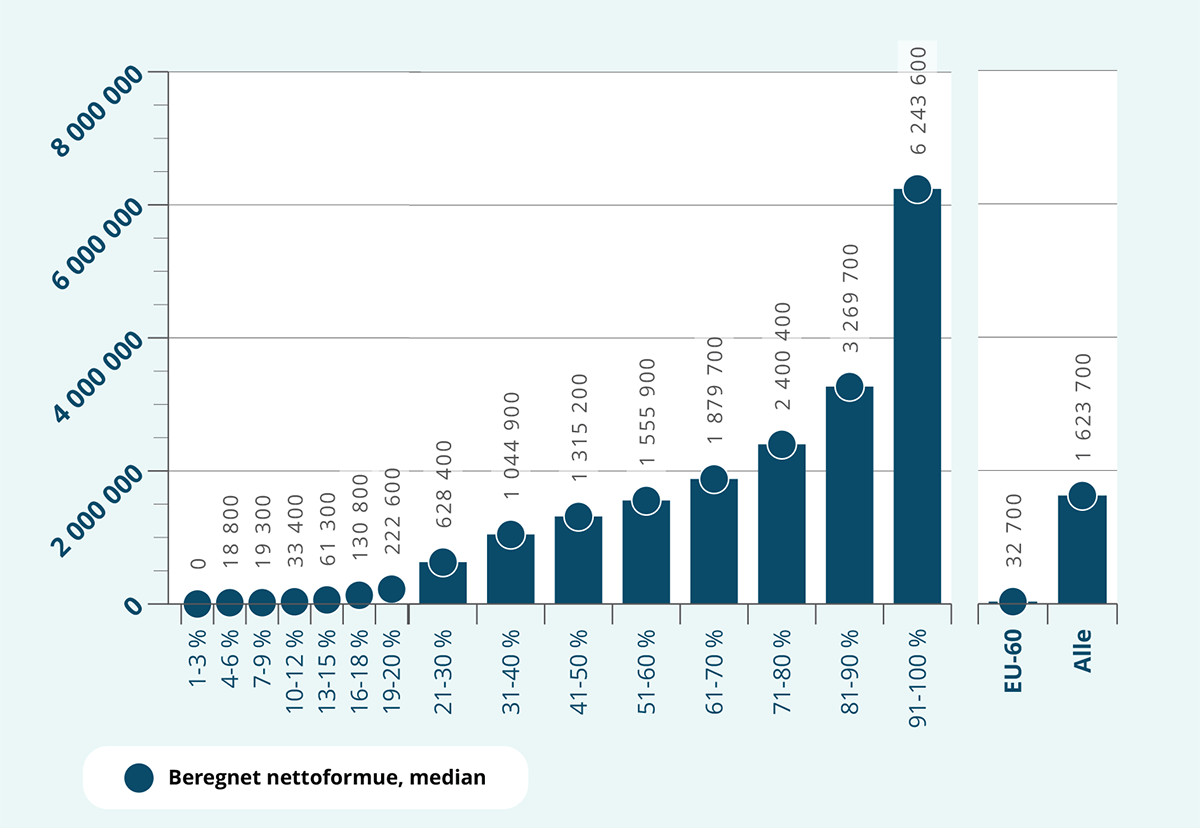 8 000 000
6 000 000
4 000 000
2 000 000
0
0
18 800
19 300
33 400
61 300
130 800
222 600
628 400
1 044 900
1 315 200
1 555 900
1 879 700
2 400 400
3 269 700
6 243 600
32 700
1 623 700
1-3 %
4-6 %
7-9 %
10-12 %
13-15 %
16-18 %
19-20 %
21-30 %
31-40 %
41-50 %
51-60 %
61-70 %
71-80 %
81-90 %
91-100 %
EU-60
Alle
Beregnet nettoformue, median